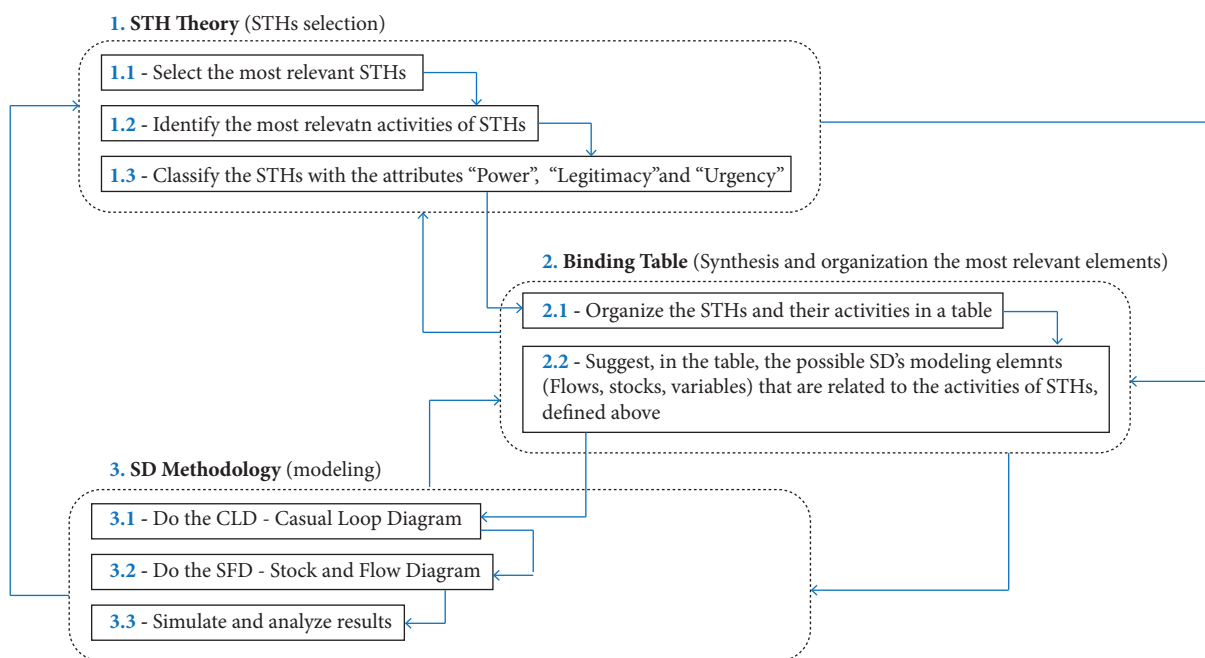 1. STH Theory (STHs selection)
1.1 - Select the most relevant STHs
1.2 - Identify the most relevatn activities of STHs
1.3 - Classify the STHs with the attributes “Power”, “Legitimacy”and “Urgency”
2. Binding Table (Synthesis and organization the most relevant elements)
2.1 - Organize the STHs and their activities in a table
2.2 - Suggest, in the table, the possible SD’s modeling elemnts
(Flows, stocks, variables) that are related to the activities of STHs,
defined above
3. SD Methodology (modeling)
3.1 - Do the CLD - Casual Loop Diagram
3.2 - Do the SFD - Stock and Flow Diagram
3.3 - Simulate and analyze results